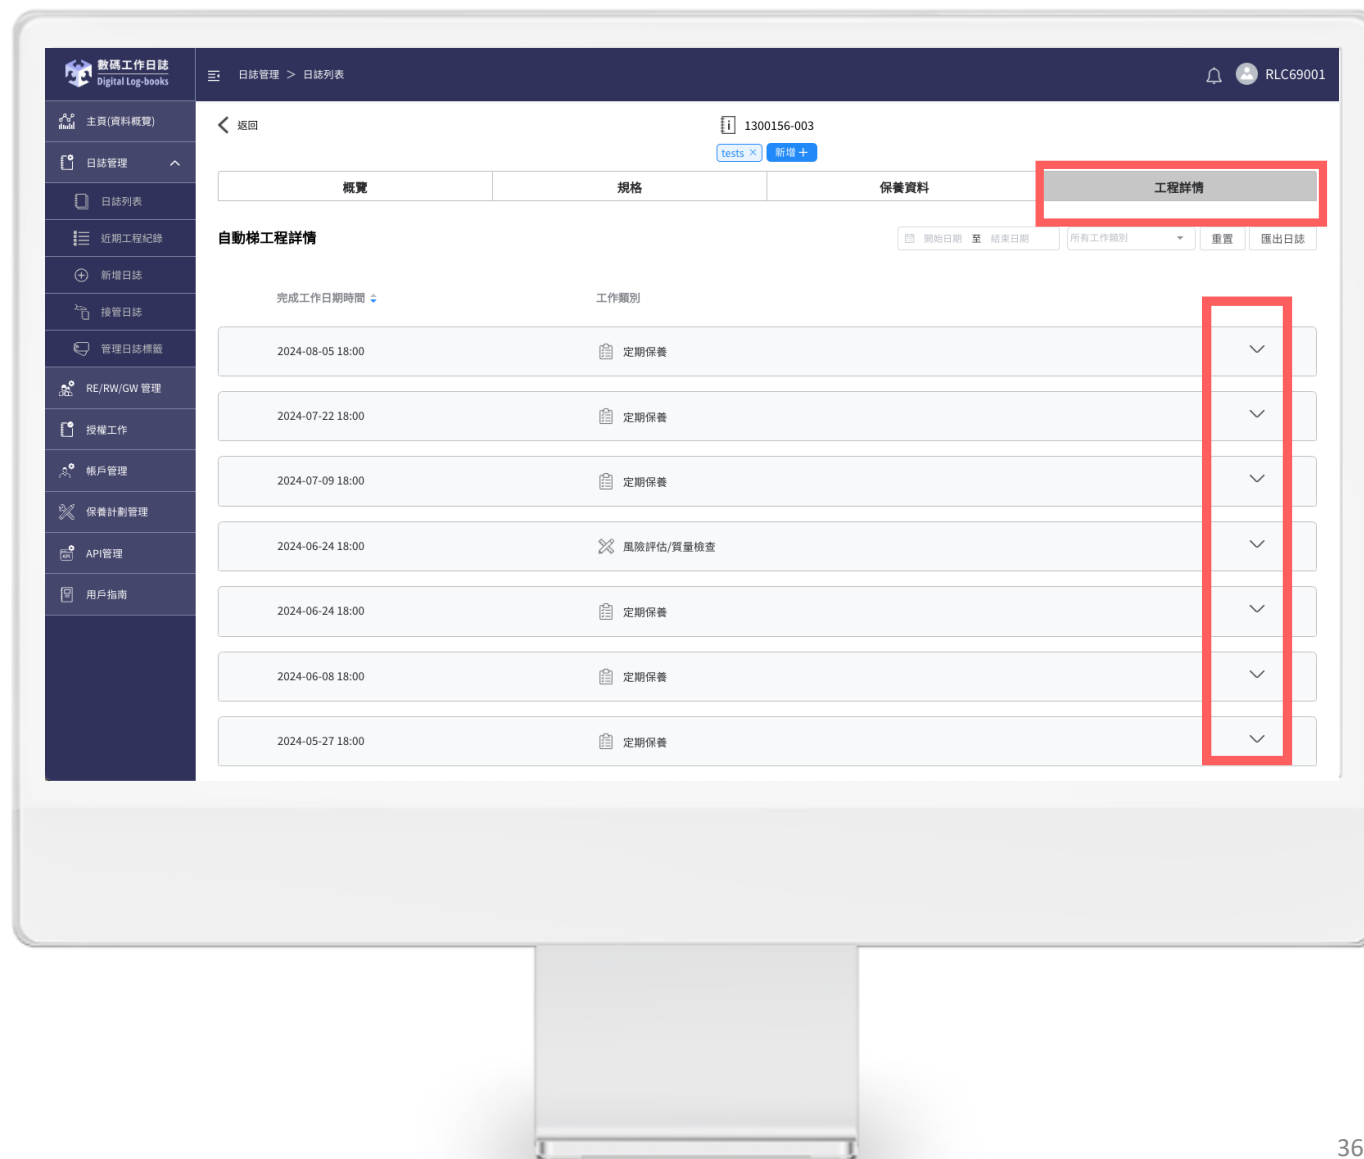 數碼工作日誌
Digital Log-books
日誌管理 > 日誌列表
RLC69001
主頁(資料概覽)
日誌管理
日誌列表
近期工程紀錄
新增日誌
接管日誌
管理日誌標籤
RE/RW/GW 管理
授權工作
帳戶管理
保養計劃管理
API管理
用戶指南
返回
1300156-003
tests × 新增 +
概覽 規格 保養資料 工程詳情
自動梯工程詳情 開始日期 至 結束日期 所有工作類別 重置 匯出日誌
完成工作日期時間 工作類別
2024-08-05 18:00 定期保養
2024-07-22 18:00 定期保養
2024-07-09 18:00 定期保養
2024-06-24 18:00 風險評估/質量檢查
2024-06-24 18:00 定期保養
2024-06-08 18:00 定期保養
2024-05-27 18:00 定期保養
36